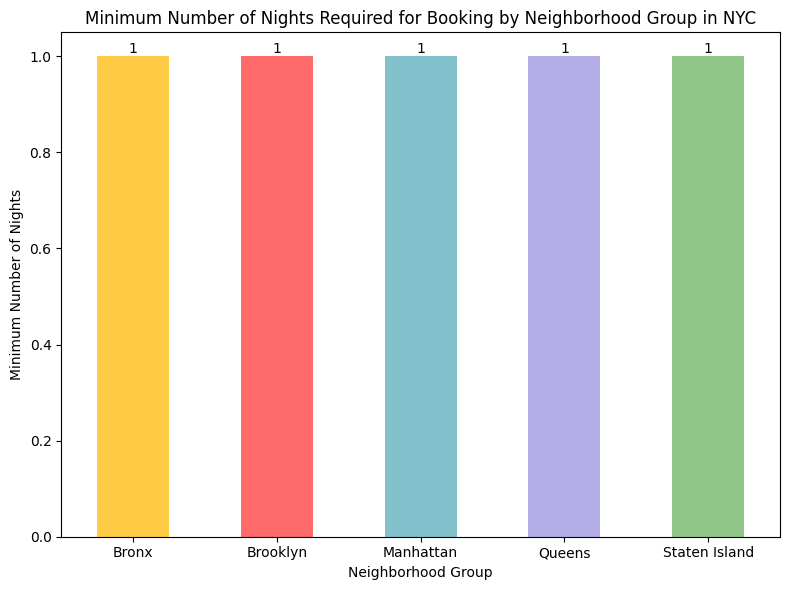 Minimum Number of Nights Required for Booking by Neighborhood Group in NYC
1 1 1 1 1
1.0
0.8
0.6
0.4
0.2
0.0
Minimum Number of Nights
Bronx Brooklyn Manhattan Queens Staten Island
Neighborhood Group